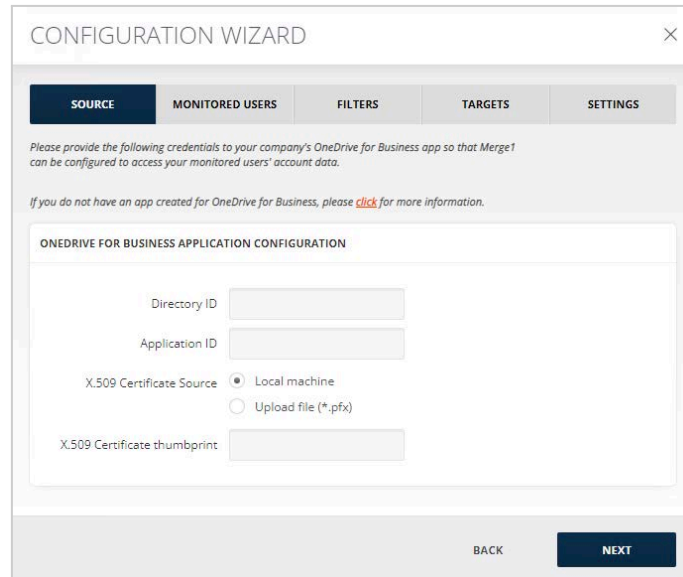 CONFIGURATION WIZARD
SOURCE MONITORED USERS FILTERS TARGETS SETTINGS
Please provide the following credentials to your company's OneDrive for Business app so that Merge1
can be configured to access your monitored users' account data.
If you do not have an app created for OneDrive for Business, please click for more information.
ONEDRIVE FOR BUSINESS APPLICATION CONFIGURATION
Directory ID
Application ID
X.509 Certificate Source Local machine
Upload file (*.pfx)
X.509 Certificate thumbprint
BACK NEXT